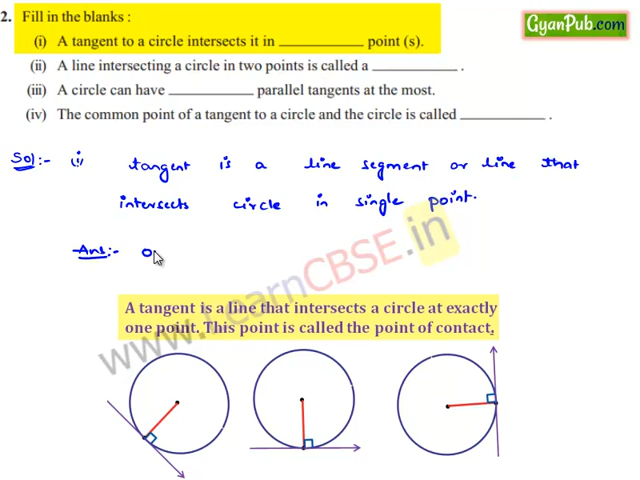 2. Fill in the blanks :
GyanPub.com
(i) A tangent to a circle intersects it in ____________ point (s).
(ii) A line intersecting a circle in two points is called a ____________ .
(iii) A circle can have ____________ parallel tangents at the most.
(iv) The common point of a tangent to a circle and the circle is called ____________ .
Sol:- (i) tangent is a line segment or line that
intersects circle in single point.
Ans:- o
www.LearnCBSE.in
A tangent is a line that intersects a circle at exactly
one point. This point is called the point of contact.